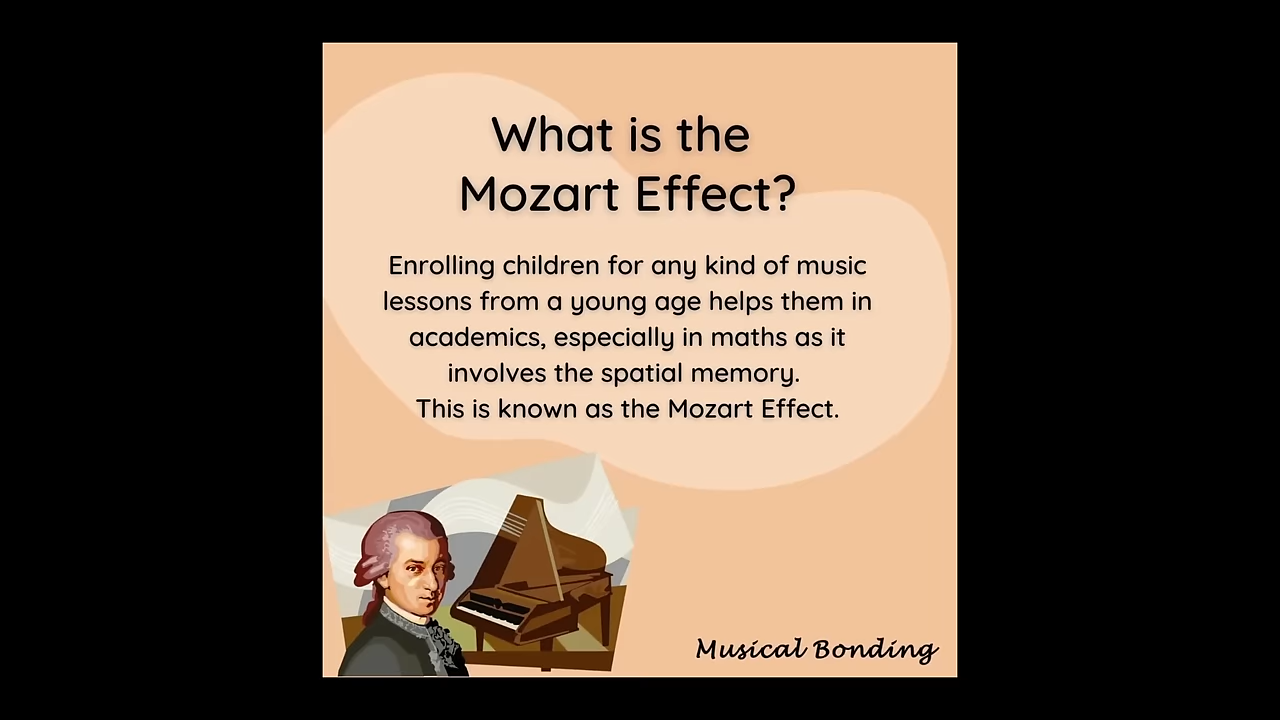 What is the
Mozart Effect?
Enrolling children for any kind of music
lessons from a young age helps them in
academics, especially in maths as it
involves the spatial memory.
This is known as the Mozart Effect.
Musical Bonding